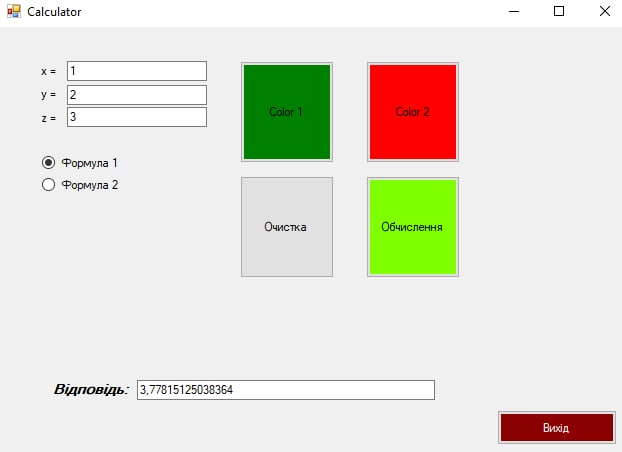 Calculator
x = 1
y = 2
z = 3
Формула 1
Формула 2
Color 1
Color 2
Очистка
Обчислення
Відповідь: 3,77815125038364
Вихід